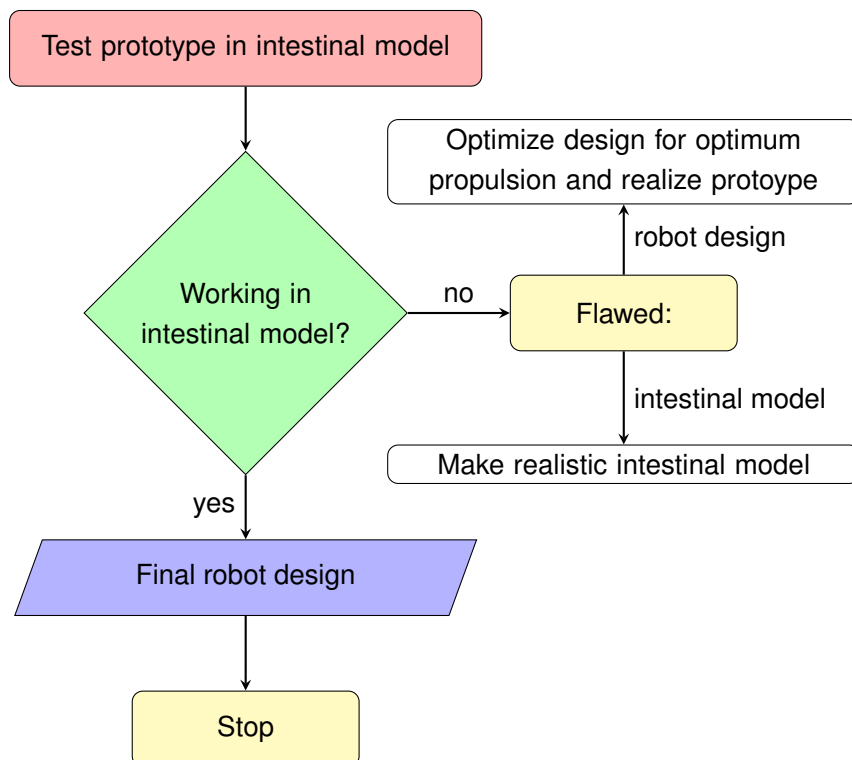 Test prototype in intestinal model
Optimize design for optimum
propulsion and realize protoype
robot design
Working in
intestinal model?
no
Flawed:
intestinal model
Make realistic intestinal model
yes
Final robot design
Stop